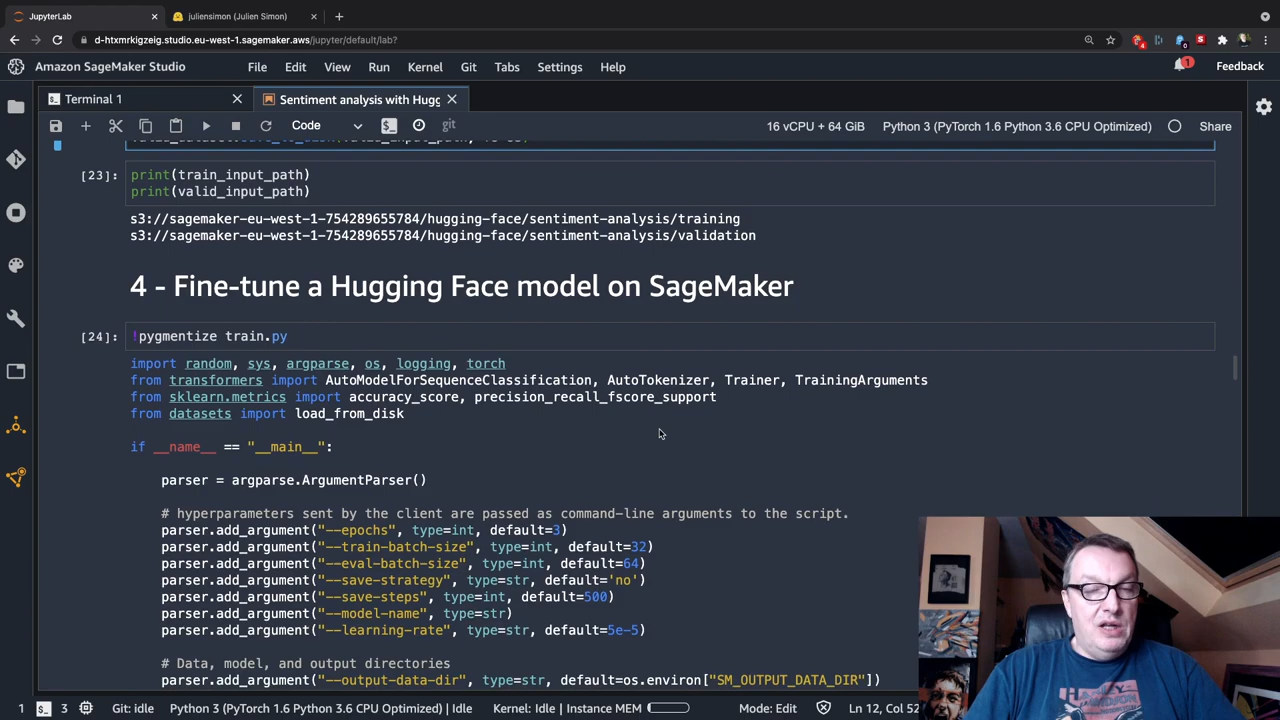 JupyterLab
juliensimon (Julien Simon)
d-htxmrkigzeig.studio.eu-west-1.sagemaker.aws/jupyter/default/lab?
4
0
Amazon SageMaker Studio
File Edit View Run Kernel Git Tabs Settings Help
1
Feedback
Terminal 1
Sentiment analysis with Hugg
Code
git
16 vCPU + 64 GiB
Python 3 (PyTorch 1.6 Python 3.6 CPU Optimized)
Share
[23]: print(train_input_path)
print(valid_input_path)
s3://sagemaker-eu-west-1-754289655784/hugging-face/sentiment-analysis/training
s3://sagemaker-eu-west-1-754289655784/hugging-face/sentiment-analysis/validation
4 - Fine-tune a Hugging Face model on SageMaker
[24]: !pygmentize train.py
import random, sys, argparse, os, logging, torch
from transformers import AutoModelForSequenceClassification, AutoTokenizer, Trainer, TrainingArguments
from sklearn.metrics import accuracy_score, precision_recall_fscore_support
from datasets import load_from_disk
if __name__ == "__main__":
parser = argparse.ArgumentParser()
# hyperparameters sent by the client are passed as command-line arguments to the script.
parser.add_argument("--epochs", type=int, default=3)
parser.add_argument("--train-batch-size", type=int, default=32)
parser.add_argument("--eval-batch-size", type=int, default=64)
parser.add_argument("--save-strategy", type=str, default='no')
parser.add_argument("--save-steps", type=int, default=500)
parser.add_argument("--model-name", type=str)
parser.add_argument("--learning-rate", type=str, default=5e-5)
# Data, model, and output directories
parser.add_argument("--output-data-dir", type=str, default=os.environ["SM_OUTPUT_DATA_DIR"])
1
3
Git: idle
Python 3 (PyTorch 1.6 Python 3.6 CPU Optimized) | Idle
Kernel: Idle | Instance MEM
Mode: Edit
Ln 12, Col 52